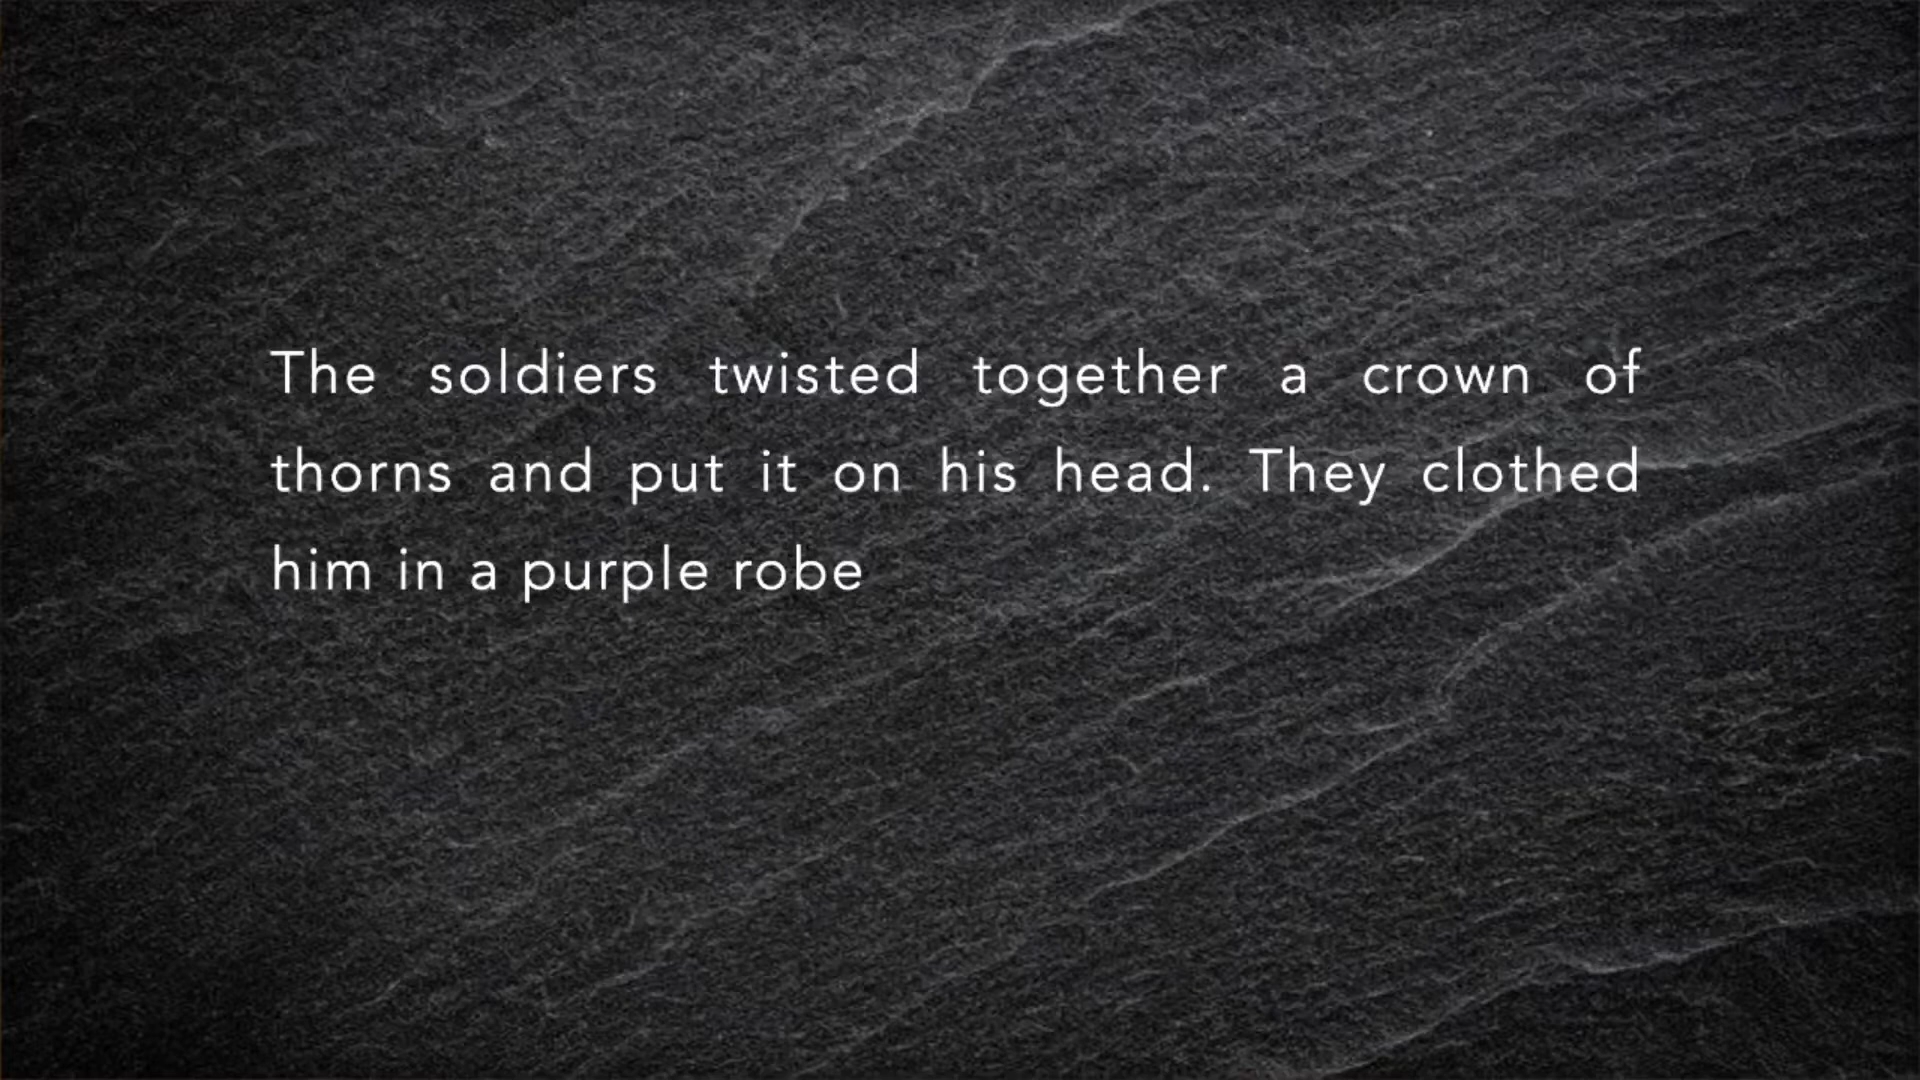 The soldiers twisted together a crown of
thorns and put it on his head. They clothed
him in a purple robe